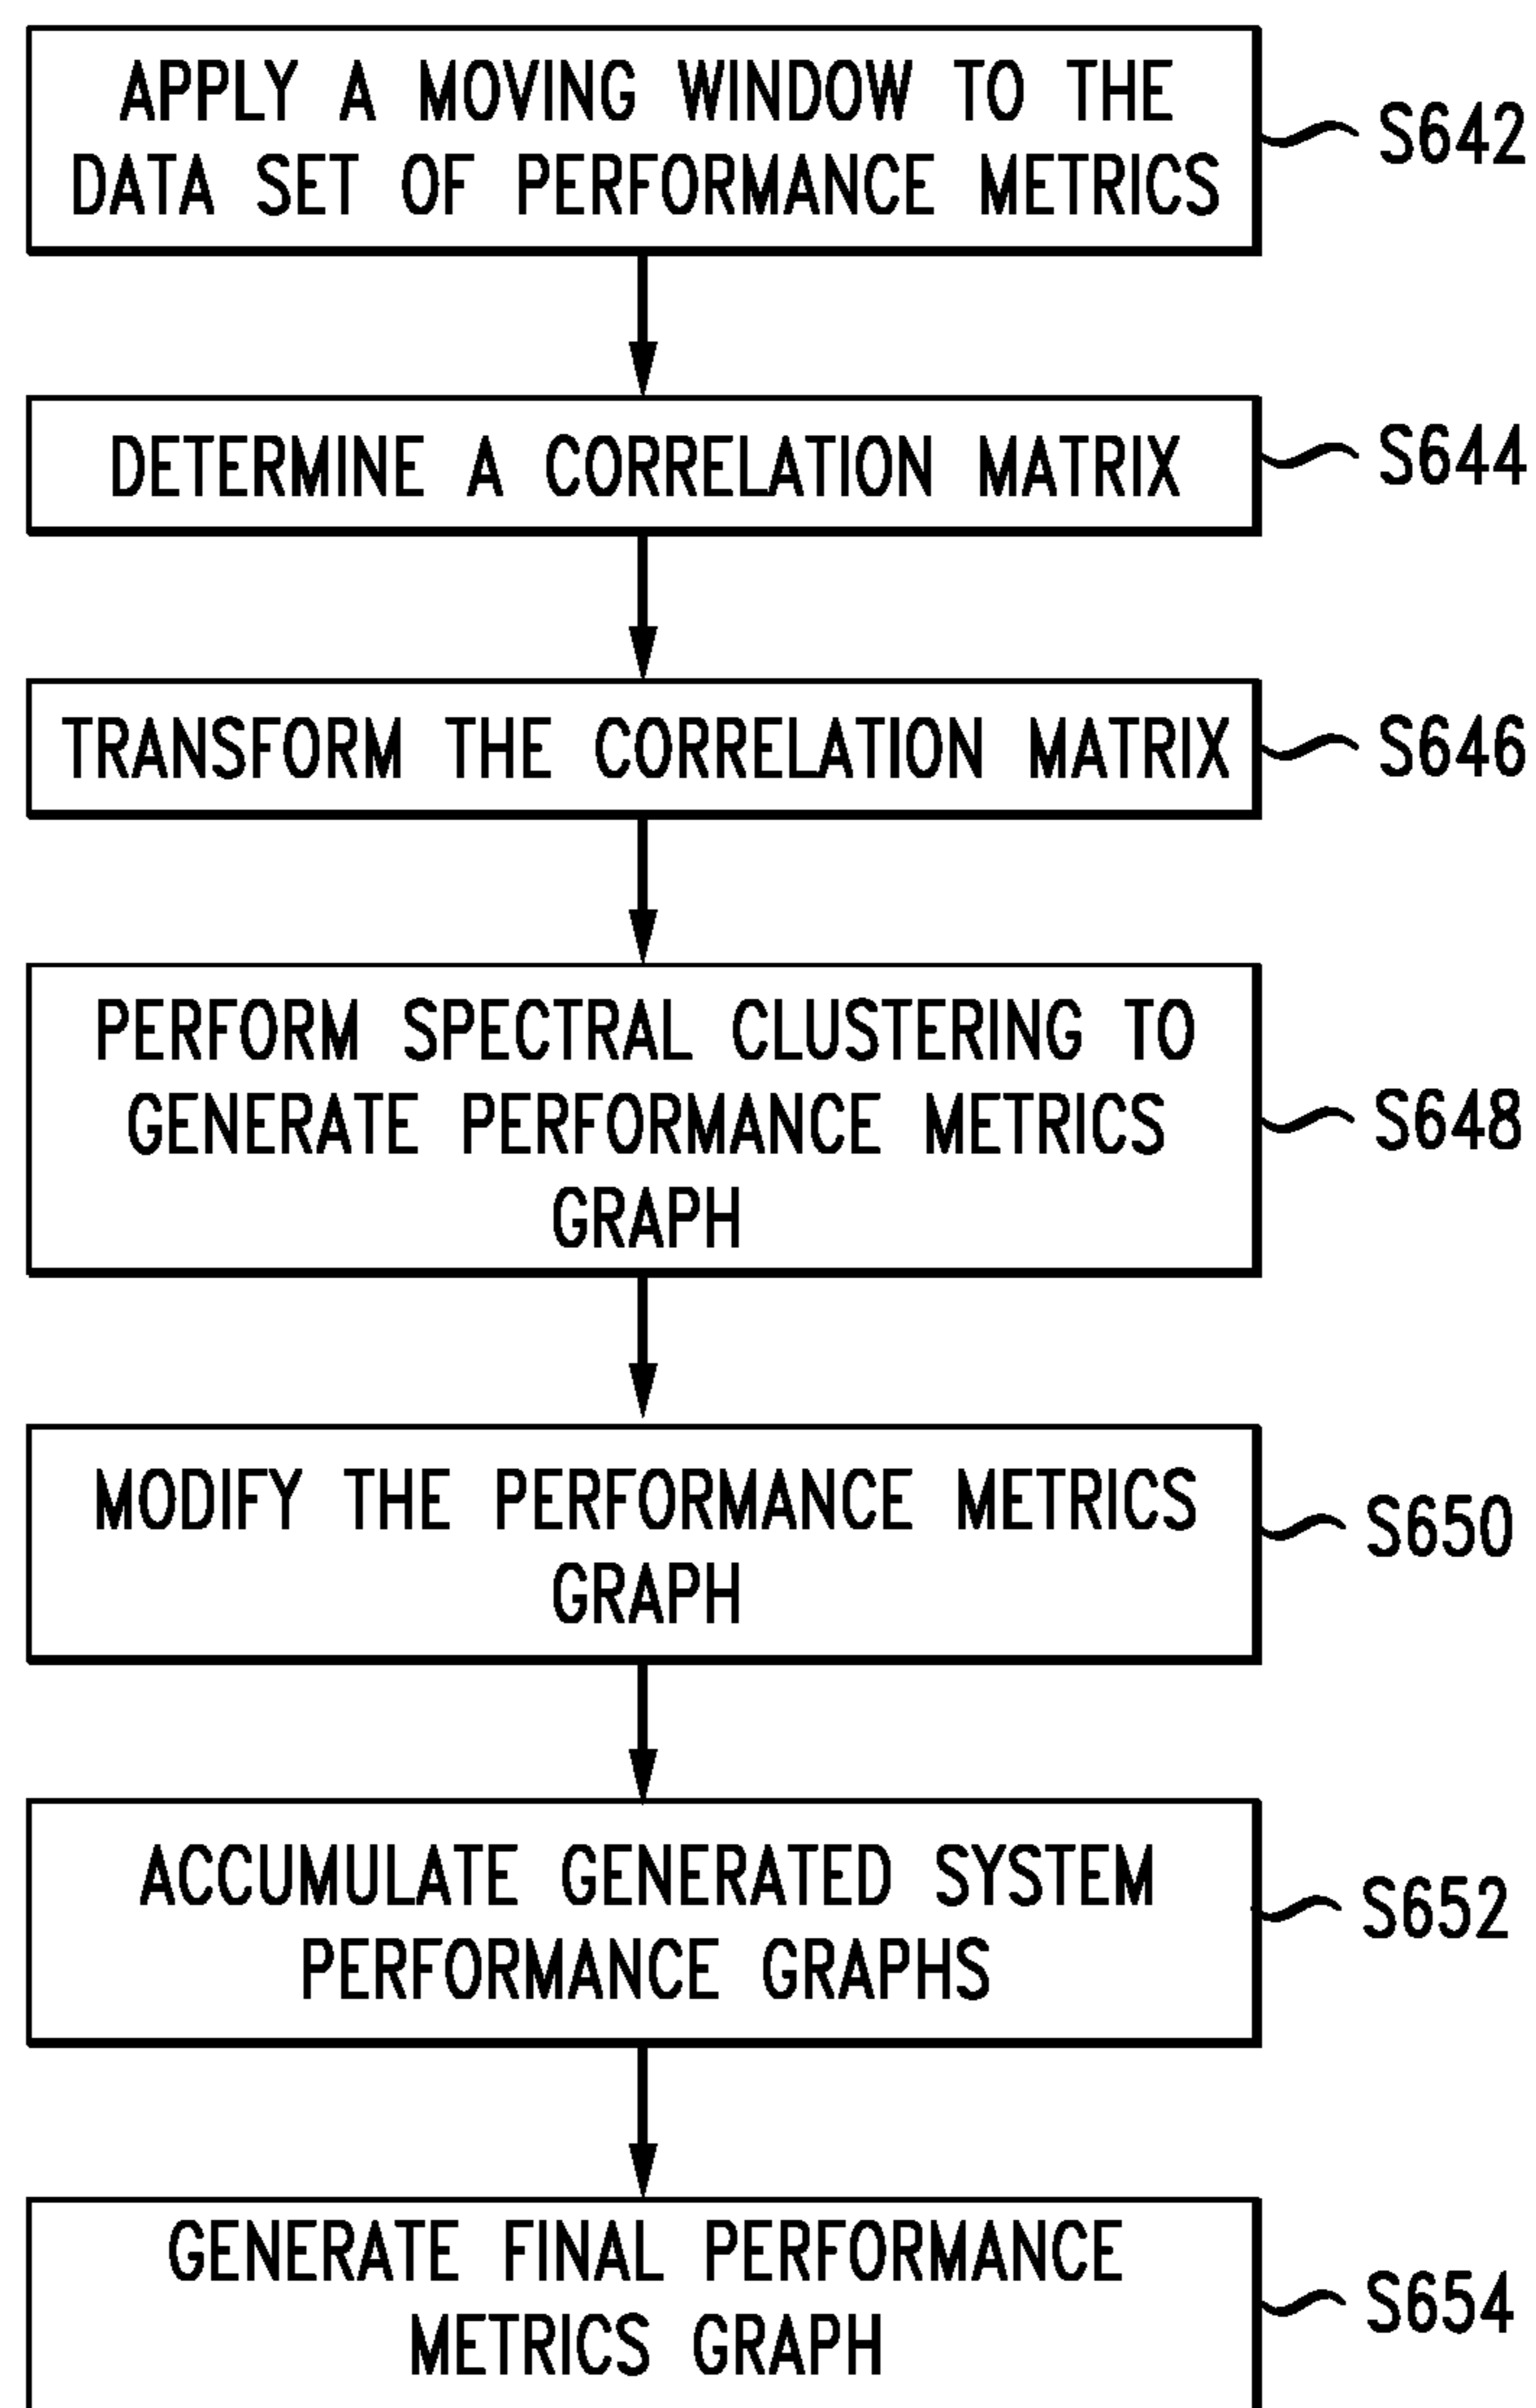 APPLY A MOVING WINDOW TO THE
DATA SET OF PERFORMANCE METRICS
S642
DETERMINE A CORRELATION MATRIX
S644
TRANSFORM THE CORRELATION MATRIX
S646
PERFORM SPECTRAL CLUSTERING TO
GENERATE PERFORMANCE METRICS
GRAPH
S648
MODIFY THE PERFORMANCE METRICS
GRAPH
S650
ACCUMULATE GENERATED SYSTEM
PERFORMANCE GRAPHS
S652
GENERATE FINAL PERFORMANCE
METRICS GRAPH
S654